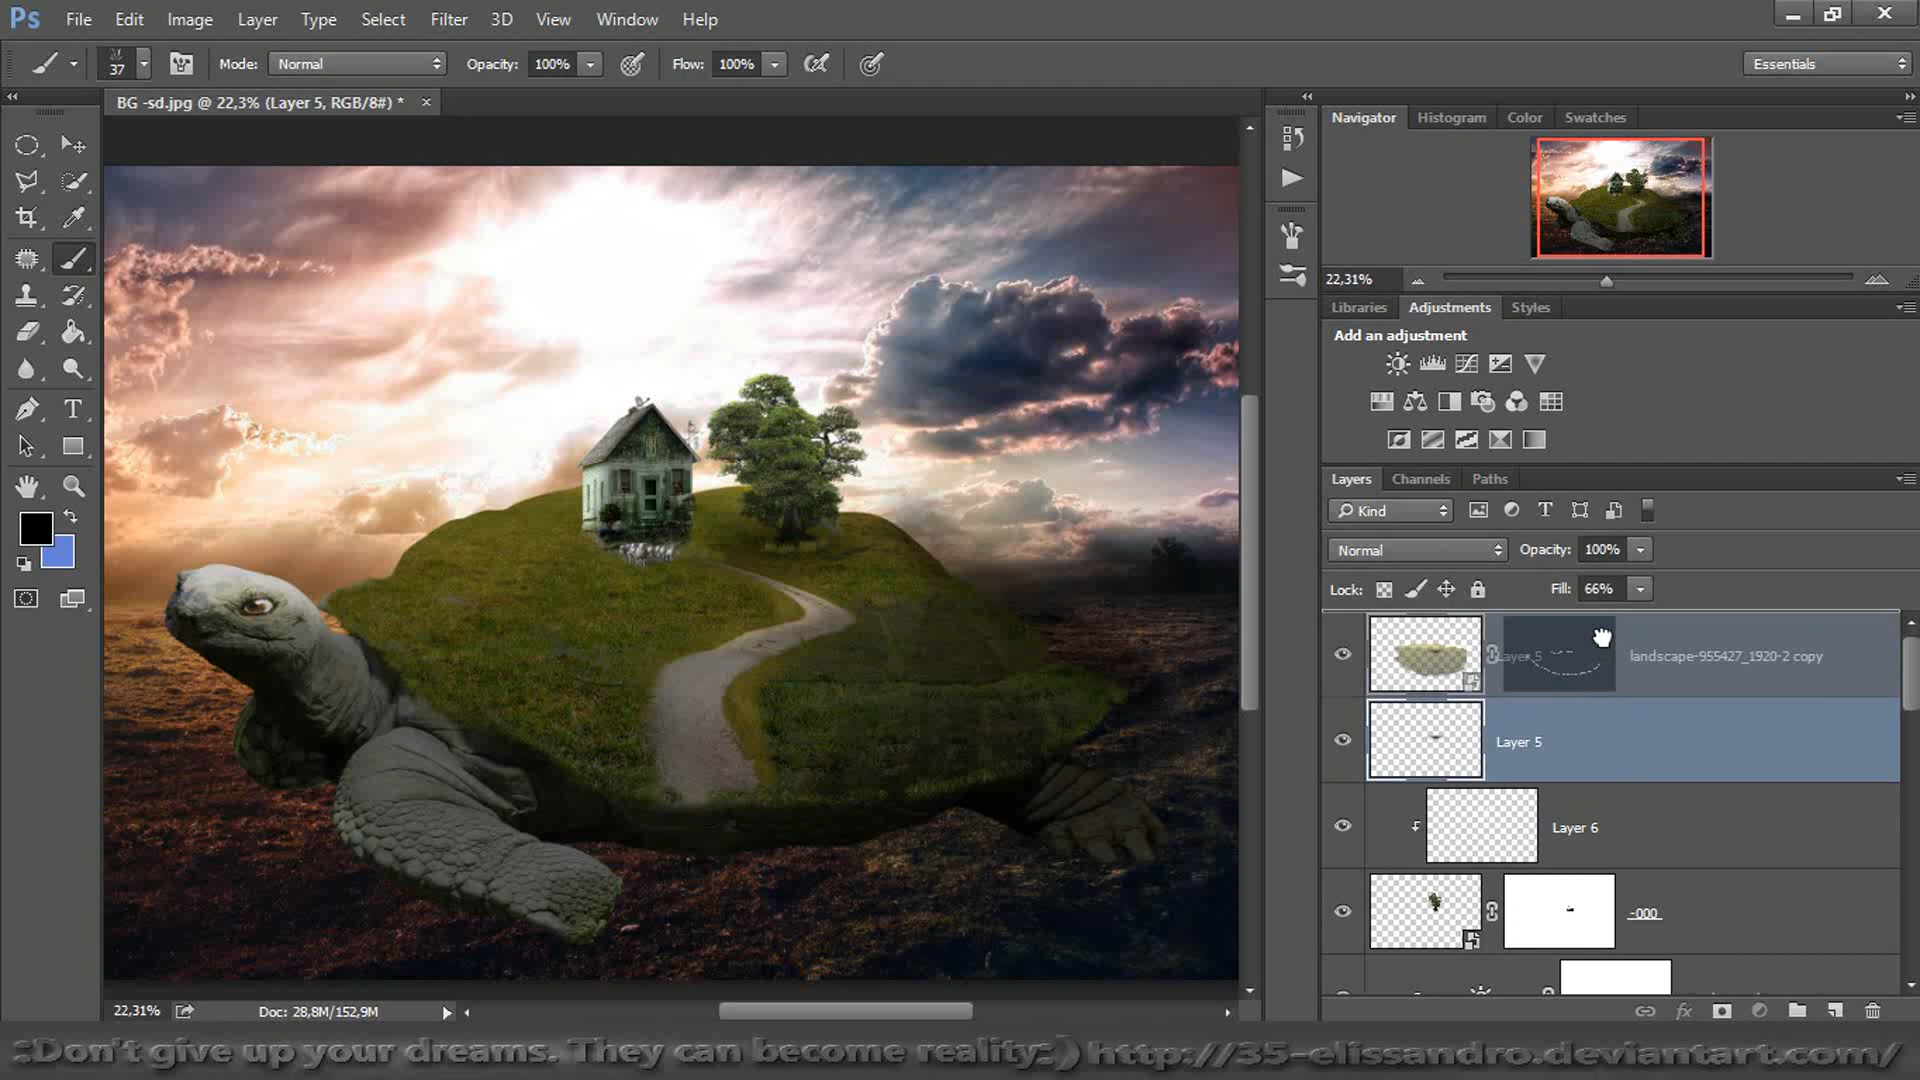 Ps File Edit Image Layer Type Select Filter 3D View Window Help
37 Mode: Normal Opacity: 100% Flow: 100% Essentials
BG -sd.jpg @ 22,3% (Layer 5, RGB/8#) * ×
Navigator Histogram Color Swatches
22,31%
Libraries Adjustments Styles
Add an adjustment
Layers Channels Paths
Kind
Normal Opacity: 100%
Lock: Fill: 66%
Layer 5 landscape-955427_1920-2 copy
Layer 5
Layer 6
-000
22,31% Doc: 28,8M/152,9M
::Don't give up your dreams. They can become reality::) http://35-elissandro.deviantart.com/